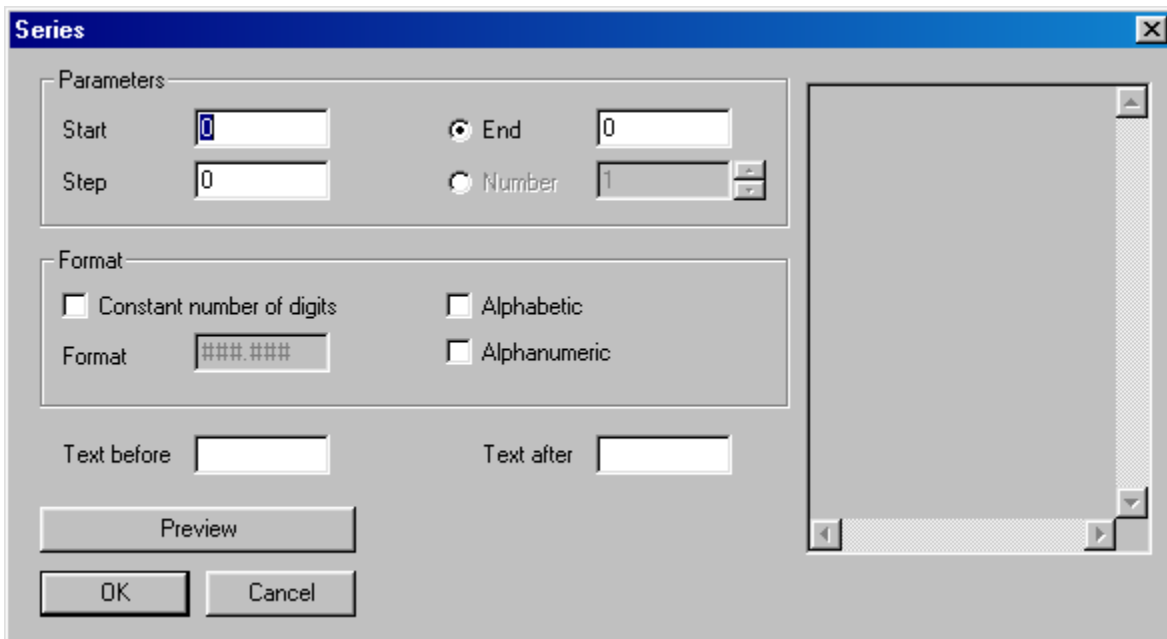 Series
Parameters
Start 0 End 0
Step 0 Number 1
Format
Constant number of digits Alphabetic
Format ###.### Alphanumeric
Text before Text after
Preview
OK Cancel